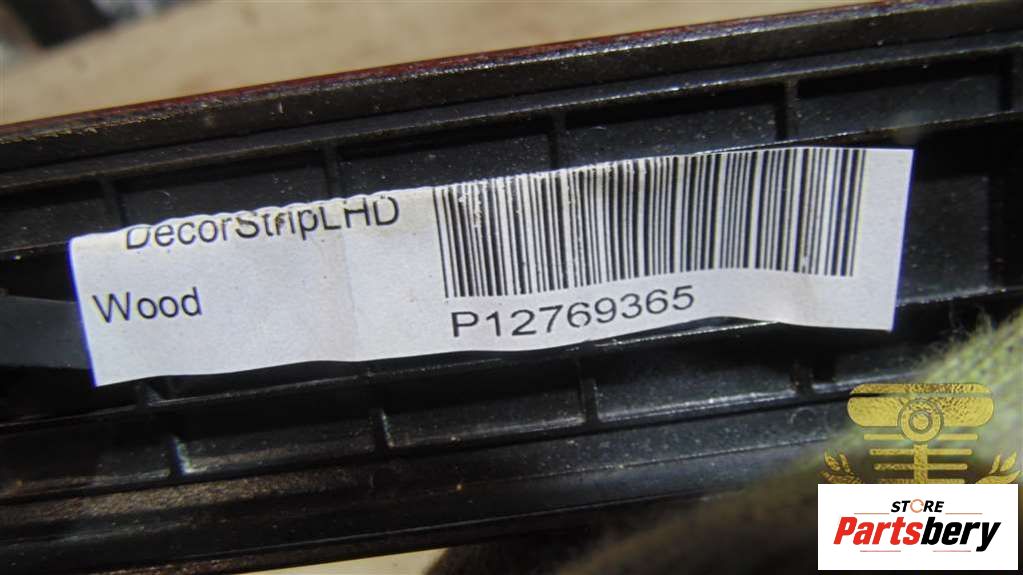 DecorStripLHD
Wood
P12769365
STORE
Partsbery